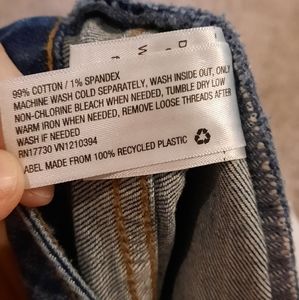 D
W
99% COTTON / 1% SPANDEX
MACHINE WASH COLD SEPARATELY, WASH INSIDE OUT, ONLY
NON-CHLORINE BLEACH WHEN NEEDED, TUMBLE DRY LOW
WARM IRON WHEN NEEDED, REMOVE LOOSE THREADS AFTER
WASH IF NEEDED
RN17730 VN1210394
LABEL MADE FROM 100% RECYCLED PLASTIC